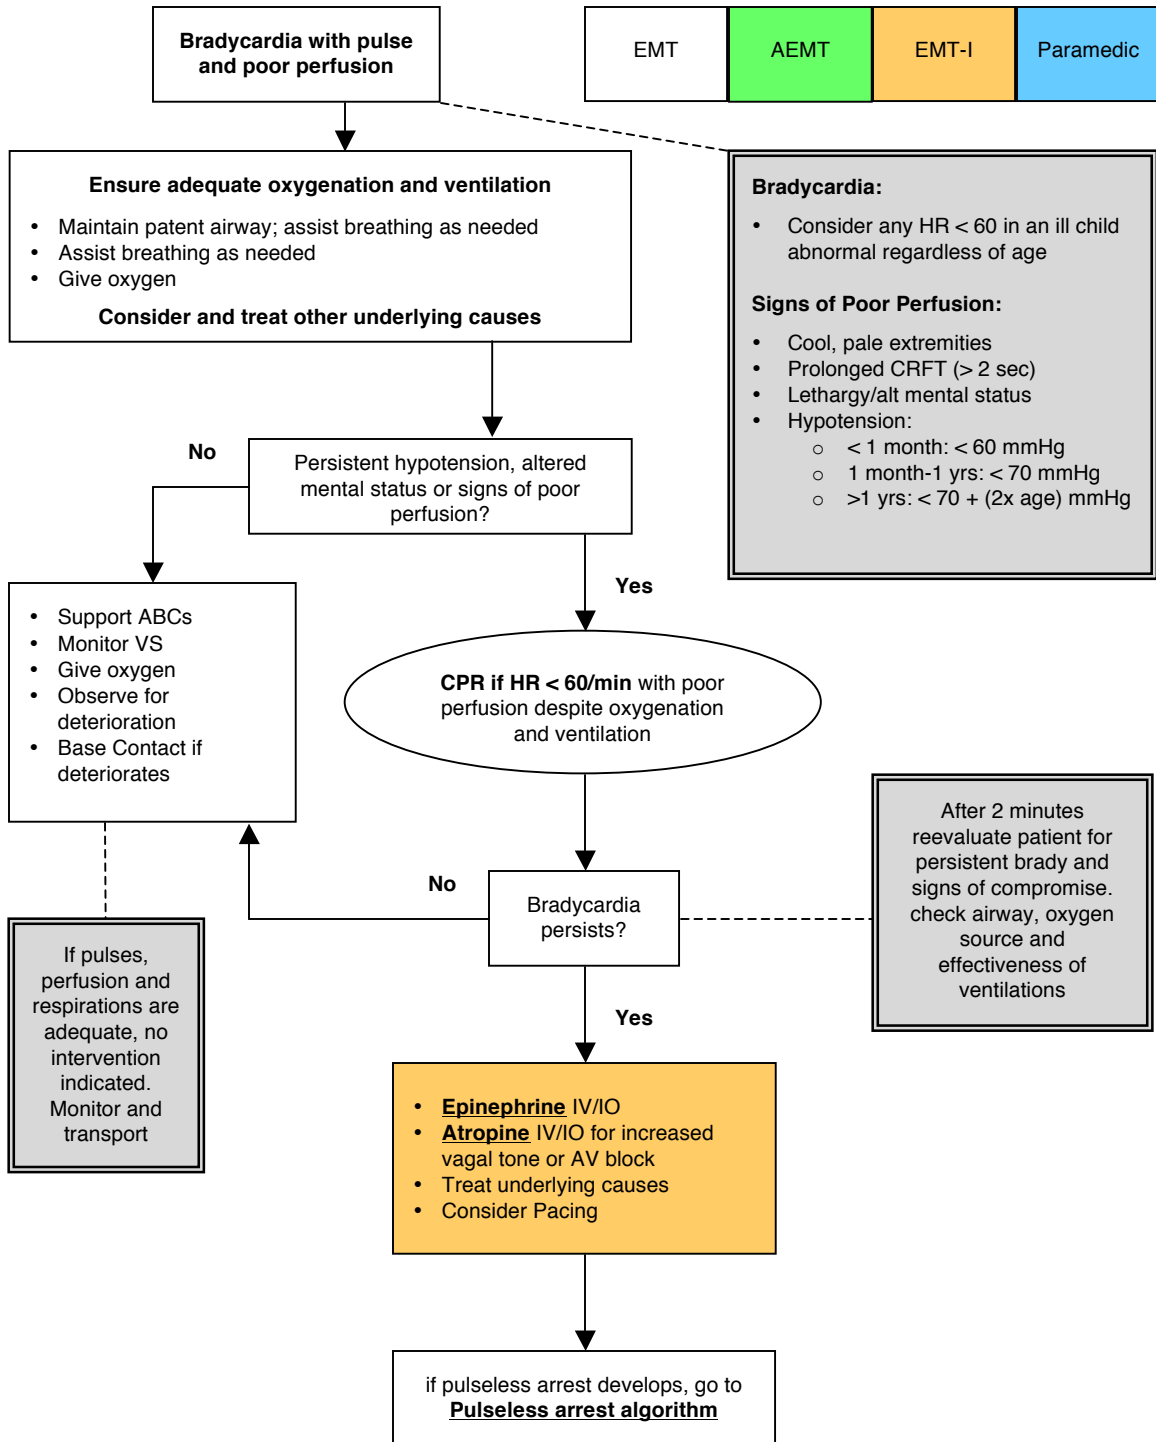 Bradycardia with pulse
and poor perfusion
EMT
AEMT
EMT-I
Paramedic
Ensure adequate oxygenation and ventilation
• Maintain patent airway; assist breathing as needed
• Assist breathing as needed
• Give oxygen
Consider and treat other underlying causes
Bradycardia:
• Consider any HR < 60 in an ill child
abnormal regardless of age
Signs of Poor Perfusion:
• Cool, pale extremities
• Prolonged CRFT (> 2 sec)
• Lethargy/alt mental status
• Hypotension:
o < 1 month: < 60 mmHg
o 1 month-1 yrs: < 70 mmHg
o >1 yrs: < 70 + (2x age) mmHg
No
Persistent hypotension, altered
mental status or signs of poor
perfusion?
Yes
• Support ABCs
• Monitor VS
• Give oxygen
• Observe for
deterioration
• Base Contact if
deteriorates
CPR if HR < 60/min with poor
perfusion despite oxygenation
and ventilation
After 2 minutes
reevaluate patient for
persistent brady and
signs of compromise.
check airway, oxygen
source and
effectiveness of
ventilations
No
Bradycardia
persists?
If pulses,
perfusion and
respirations are
adequate, no
intervention
indicated.
Monitor and
transport
Yes
• Epinephrine IV/IO
• Atropine IV/IO for increased
vagal tone or AV block
• Treat underlying causes
• Consider Pacing
if pulseless arrest develops, go to
Pulseless arrest algorithm